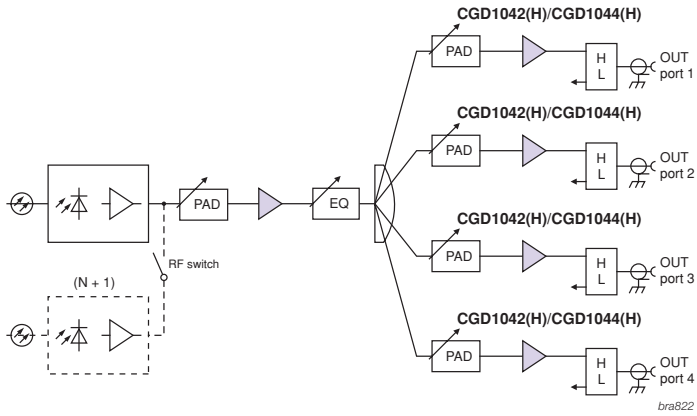 CGD1042(H)/CGD1044(H)
PAD
H
L
OUT
port 1
CGD1042(H)/CGD1044(H)
PAD
H
L
OUT
port 2
PAD
EQ
RF switch
(N + 1)
CGD1042(H)/CGD1044(H)
PAD
H
L
OUT
port 3
CGD1042(H)/CGD1044(H)
PAD
H
L
OUT
port 4
bra822